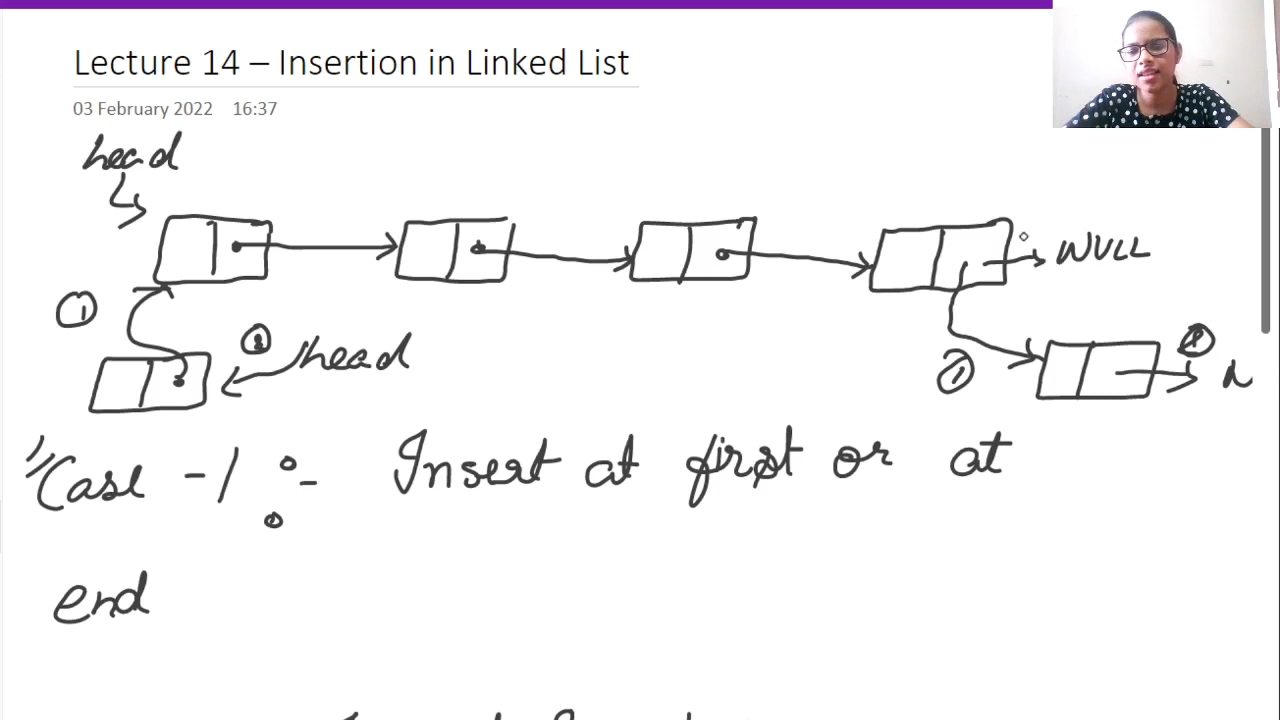 Lecture 14 – Insertion in Linked List
03 February 2022 16:37
head
NULL
①
② head
①
②
Case - 1 :- Insert at first or at
end